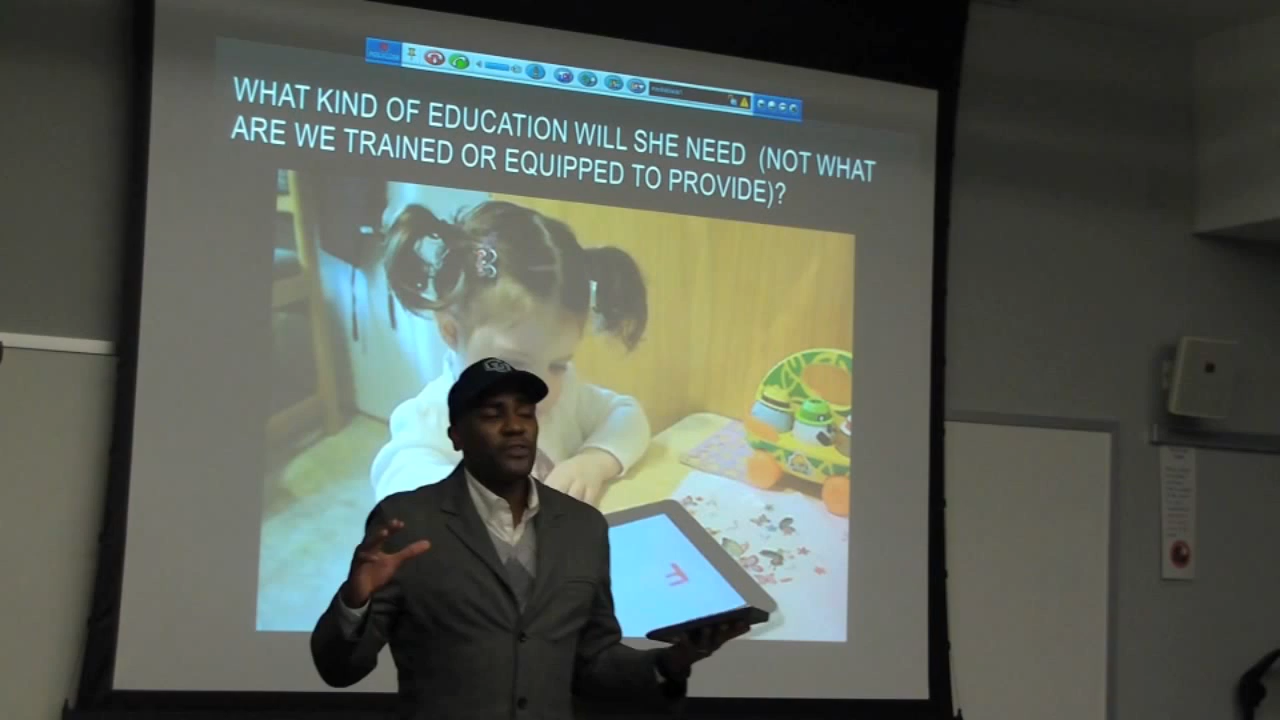 WHAT KIND OF EDUCATION WILL SHE NEED (NOT WHAT
ARE WE TRAINED OR EQUIPPED TO PROVIDE)?
F